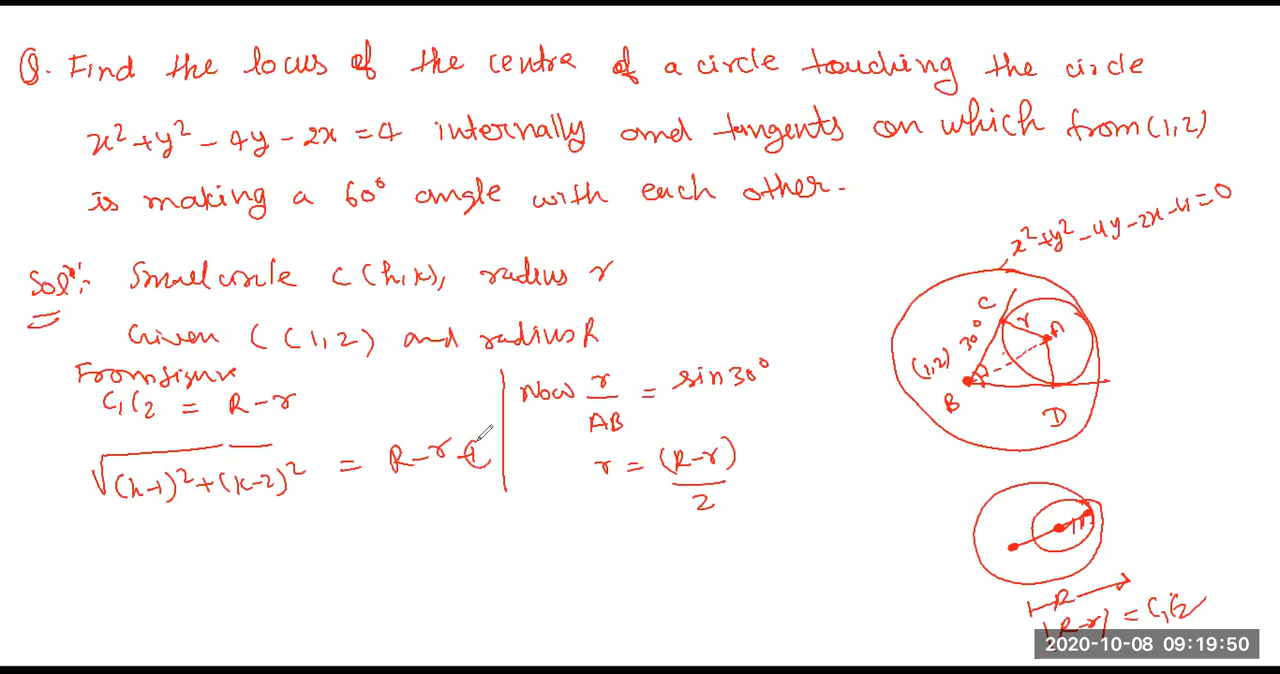 Q. Find the locus of the centre of a circle touching the circle
x² + y² - 4y - 2x = 4 internally and tangents on which from (1,2)
is making a 60° angle with each other.
Solⁿ:- Small circle C(h,k), radius r
Given C(1,2) and radius R
From figure
C₁C₂ = R-r
√(h-1)²+(k-2)² = R-r
Now r/AB = sin30°
r = (R-r)/2
x²+y²-4y-2x-4=0
C
r
A
30°
(1,2)
B
D
R
|R-r| = C₁C₂
2020-10-08 09:19:50